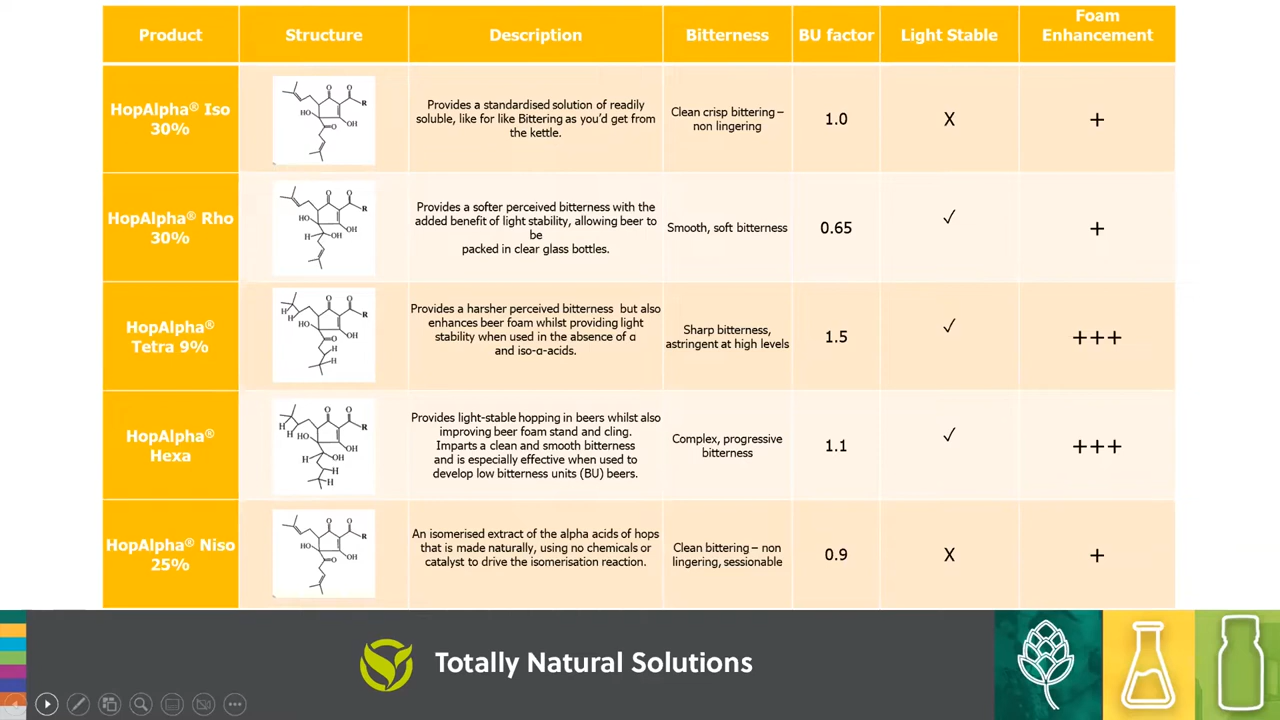 Product
Structure
Description
Bitterness
BU factor
Light Stable
Foam
Enhancement
HopAlpha® Iso
30%
Provides a standardised solution of readily
soluble, like for like Bittering as you'd get from
the kettle.
Clean crisp bittering –
non lingering
1.0
X
+
HopAlpha® Rho
30%
Provides a softer perceived bitterness with the
added benefit of light stability, allowing beer to
be
packed in clear glass bottles.
Smooth, soft bitterness
0.65
✓
+
HopAlpha®
Tetra 9%
Provides a harsher perceived bitterness but also
enhances beer foam whilst providing light
stability when used in the absence of α
and iso-α-acids.
Sharp bitterness,
astringent at high levels
1.5
✓
+++
HopAlpha®
Hexa
Provides light-stable hopping in beers whilst also
improving beer foam stand and cling.
Imparts a clean and smooth bitterness
and is especially effective when used to
develop low bitterness units (BU) beers.
Complex, progressive
bitterness
1.1
✓
+++
HopAlpha® Niso
25%
An isomerised extract of the alpha acids of hops
that is made naturally, using no chemicals or
catalyst to drive the isomerisation reaction.
Clean bittering – non
lingering, sessionable
0.9
X
+
Totally Natural Solutions